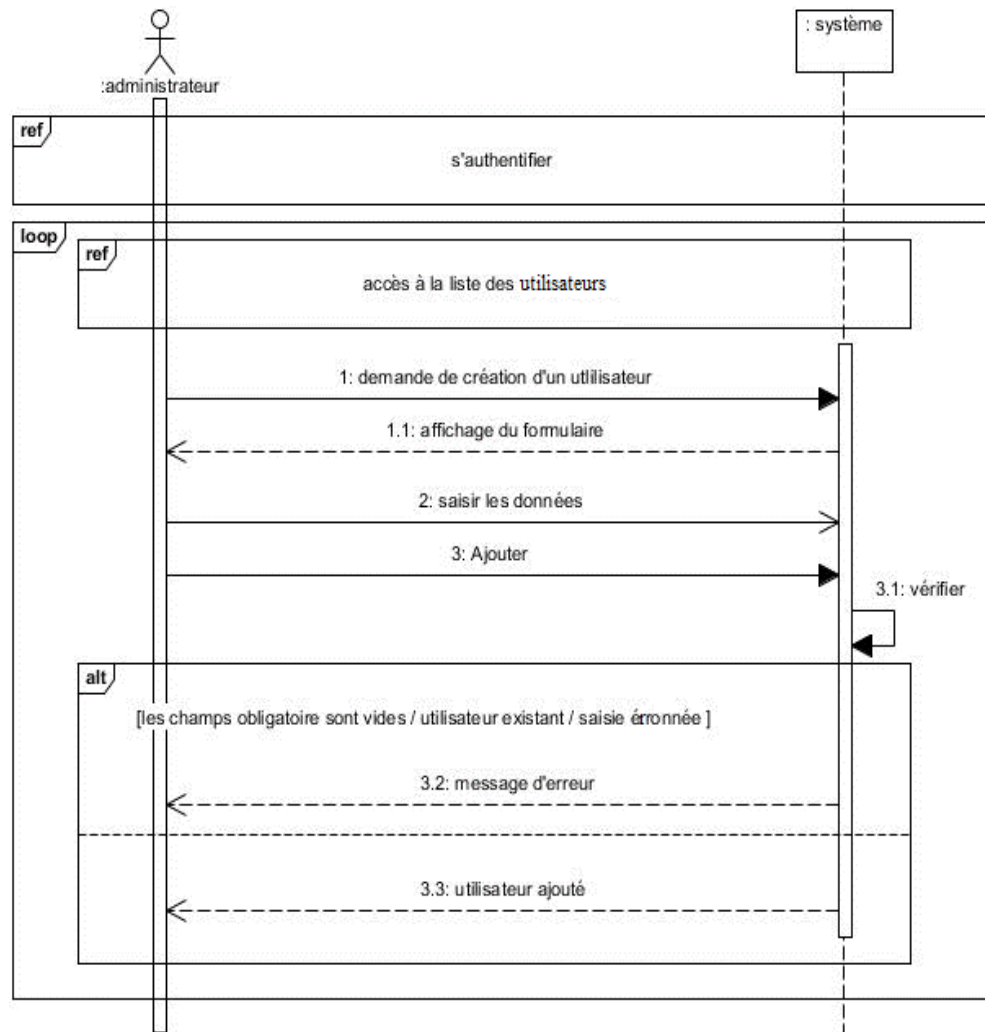 : système
:administrateur
ref
s'authentifier
loop
ref
accès à la liste des utilisateurs
1: demande de création d'un utlilisateur
1.1: affichage du formulaire
2: saisir les données
3: Ajouter
3.1: vérifier
alt
[les champs obligatoire sont vides / utilisateur existant / saisie érronnée ]
3.2: message d'erreur
3.3: utilisateur ajouté